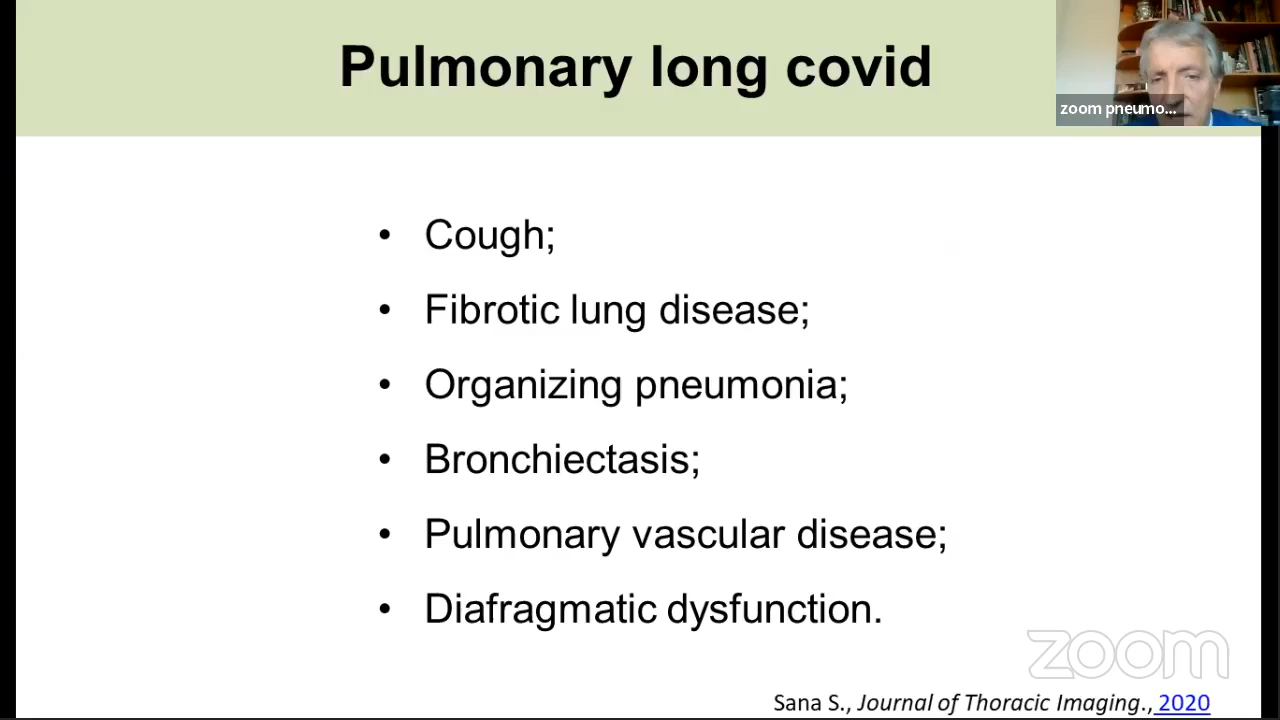 Pulmonary long covid
zoom pneumo...
• Cough;
• Fibrotic lung disease;
• Organizing pneumonia;
• Bronchiectasis;
• Pulmonary vascular disease;
• Diafragmatic dysfunction.
zoom
Sana S., Journal of Thoracic Imaging., 2020